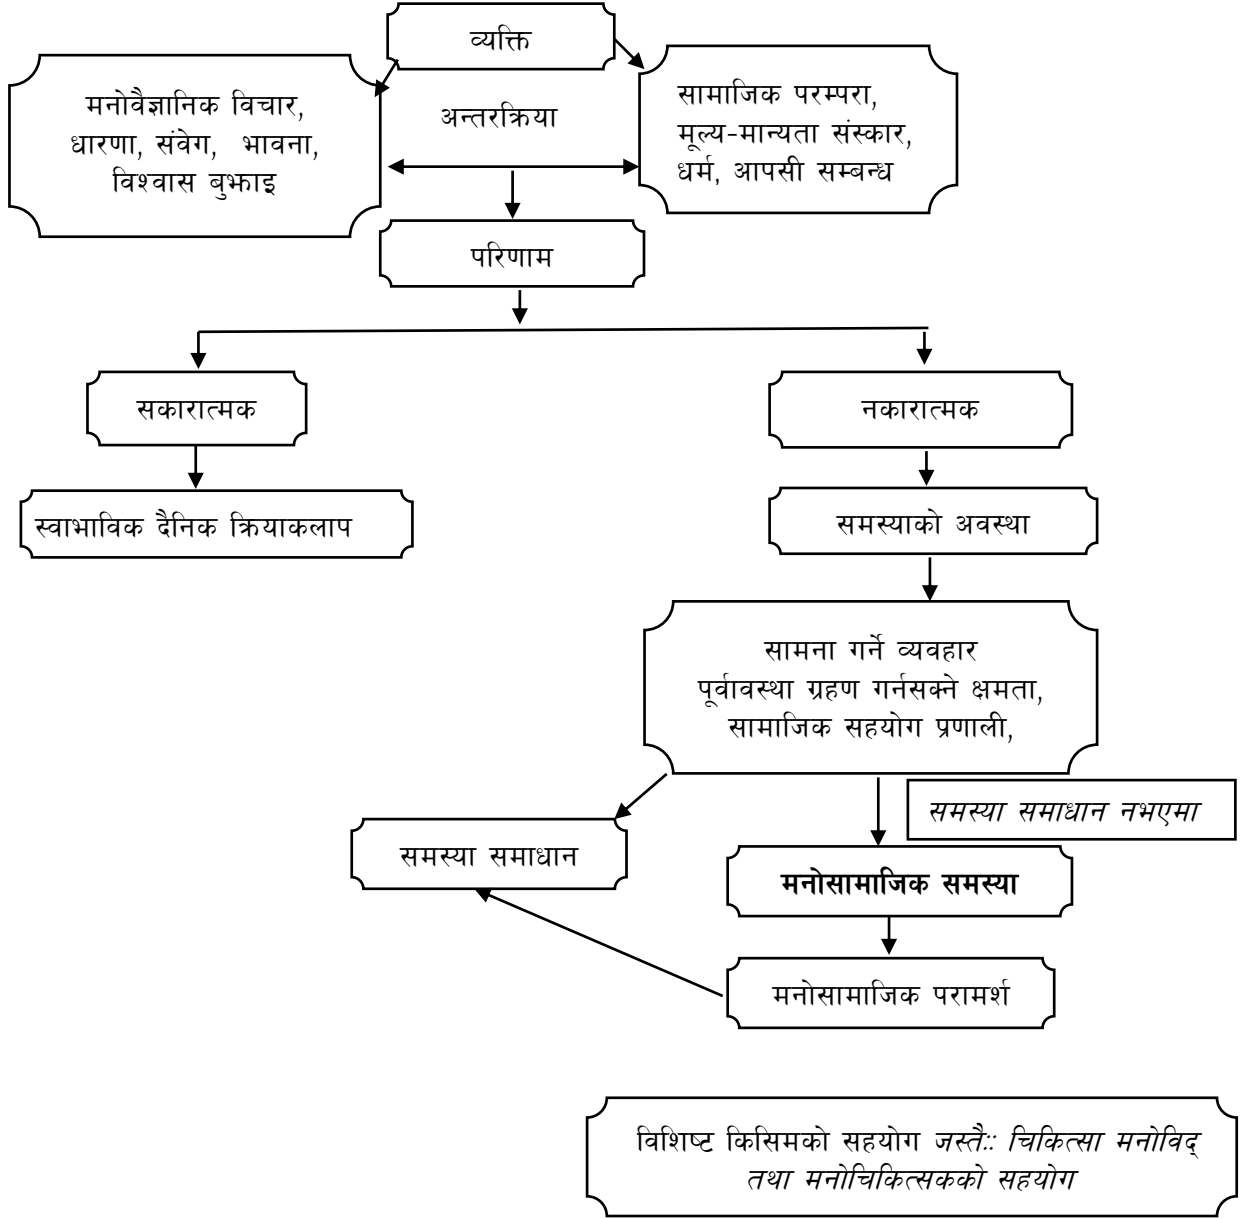 व्यक्ति
मनोवैज्ञानिक विचार,
धारणा, संवेग, भावना,
विश्वास बुझाइ
अन्तरक्रिया
सामाजिक परम्परा,
मूल्य-मान्यता संस्कार,
धर्म, आपसी सम्बन्ध
परिणाम
सकारात्मक
नकारात्मक
स्वाभाविक दैनिक क्रियाकलाप
समस्याको अवस्था
सामना गर्ने व्यवहार
पूर्वावस्था ग्रहण गर्नसक्ने क्षमता,
सामाजिक सहयोग प्रणाली,
समस्या समाधान नभएमा
समस्या समाधान
मनोसामाजिक समस्या
मनोसामाजिक परामर्श
विशिष्ट किसिमको सहयोग जस्तैः: चिकित्सा मनोविद्
तथा मनोचिकित्सकको सहयोग